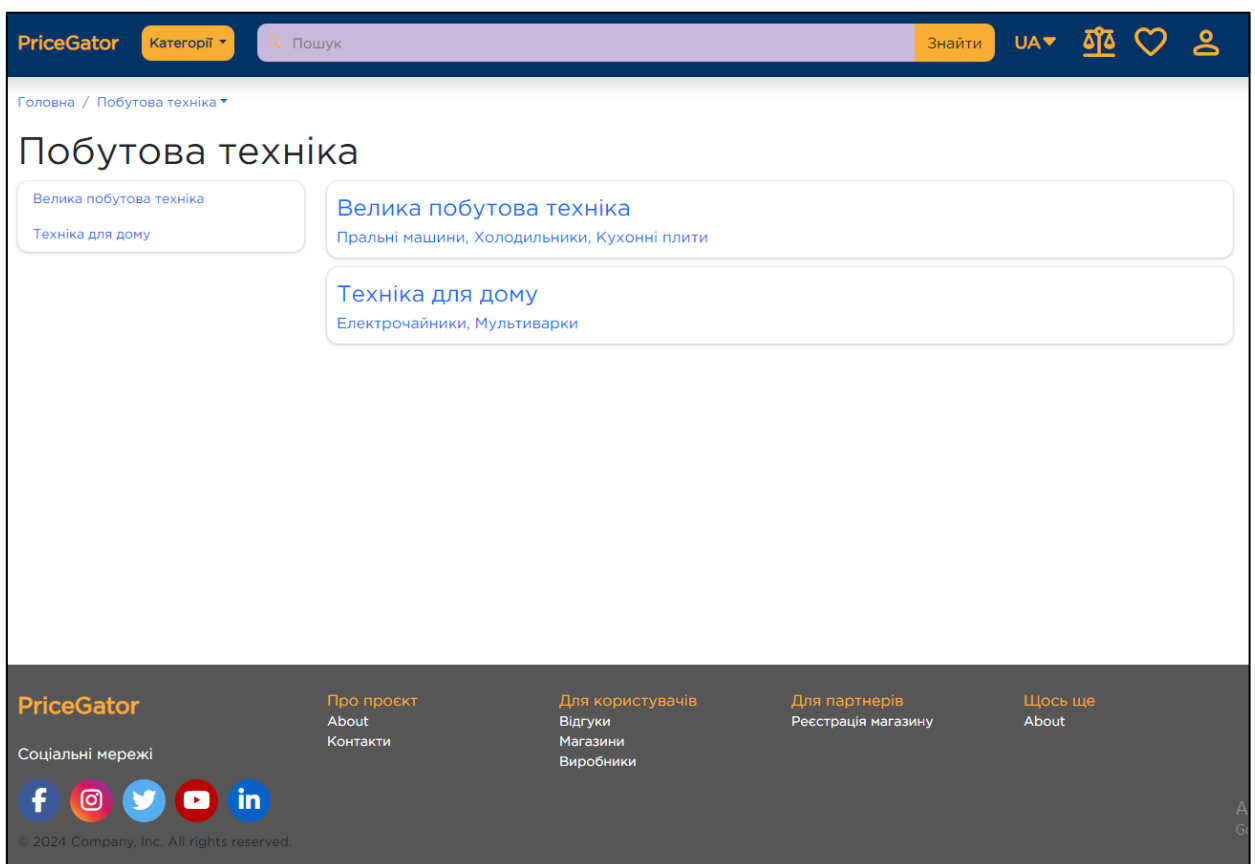 PriceGator Категорії Пошук Знайти UA
Головна / Побутова техніка
Побутова техніка
Велика побутова техніка
Техніка для дому
Велика побутова техніка
Пральні машини, Холодильники, Кухонні плити
Техніка для дому
Електрочайники, Мультиварки
PriceGator
Соціальні мережі
© 2024 Company, Inc. All rights reserved.
Про проєкт
About
Контакти
Для користувачів
Відгуки
Магазини
Виробники
Для партнерів
Реєстрація магазину
Щось ще
About